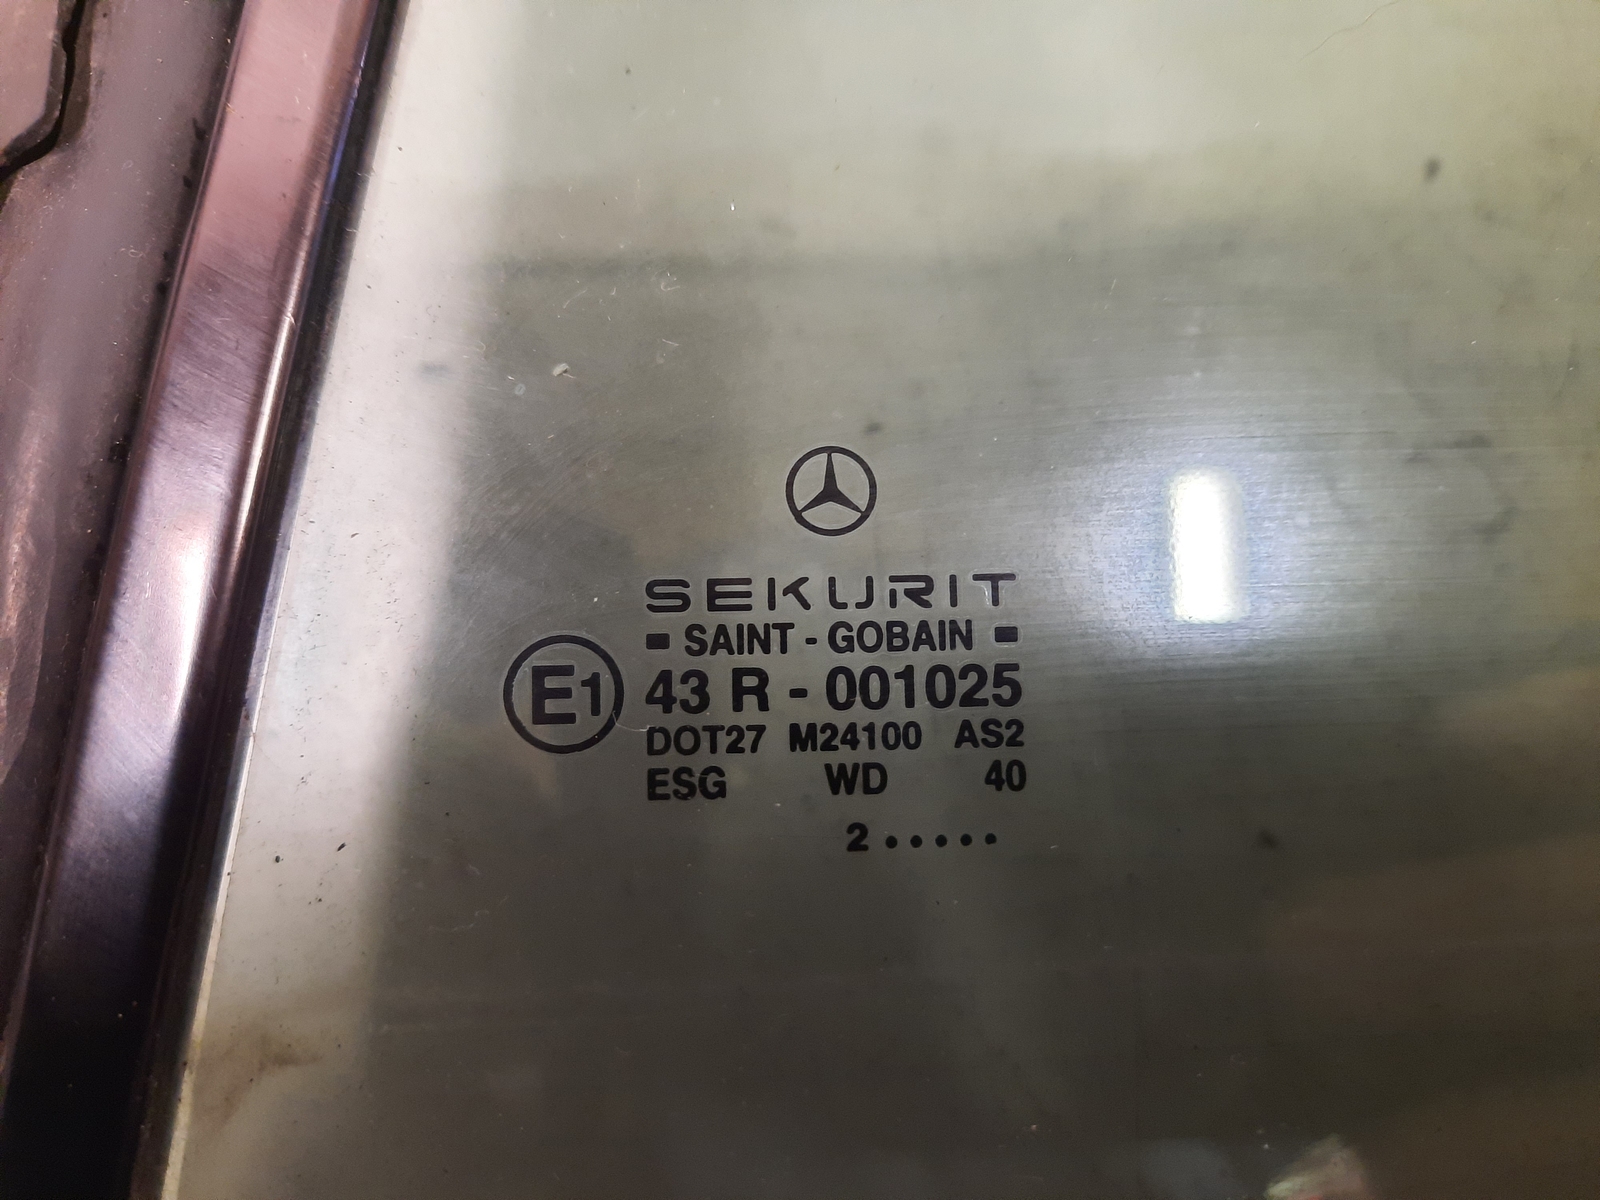 SEKURIT
SAINT - GOBAIN
E1 43 R - 001025
DOT27 M24100 AS2
ESG WD 40
2 • • • • •